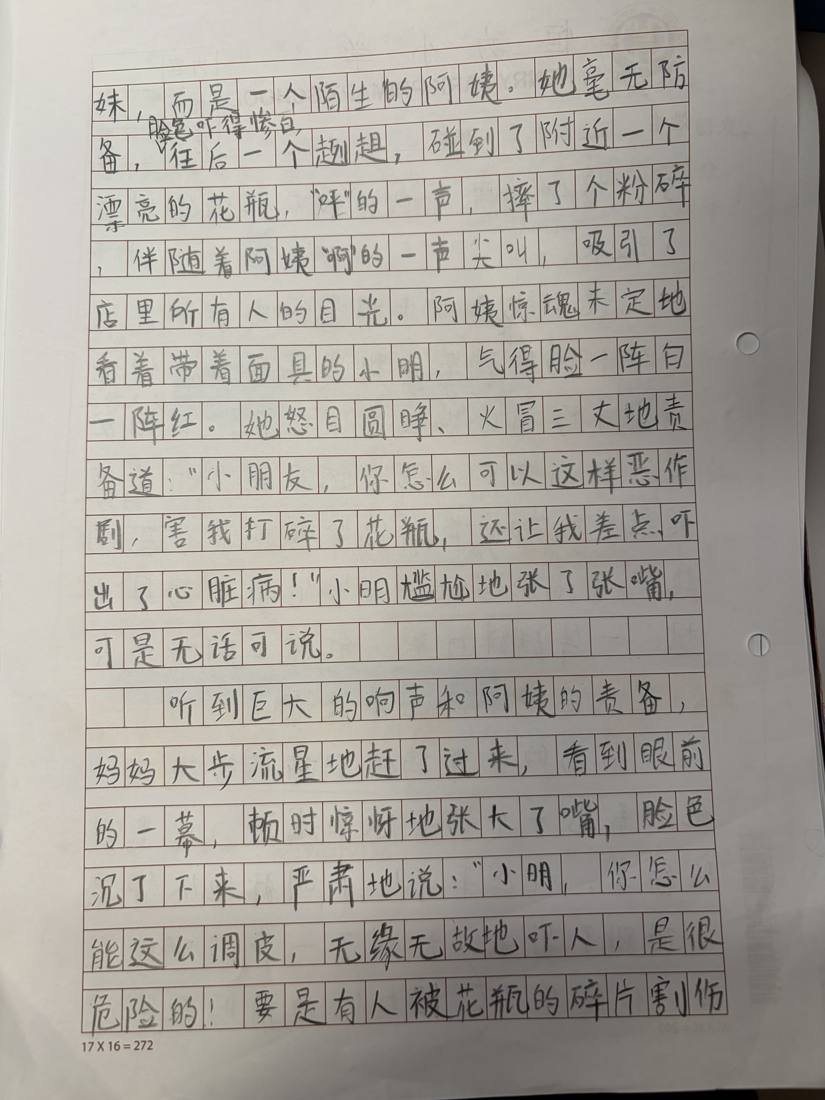 妹，而是一个陌生的阿姨。她毫无防
脸色吓得惨白，
备，往后一个趔趄，碰到了附近一个
漂亮的花瓶，“呯”的一声，摔了个粉碎
，伴随着阿姨“啊”的一声尖叫，吸引了
店里所有人的目光。阿姨惊魂未定地
看着带着面具的小明，气得脸一阵白
一阵红。她怒目圆睁、火冒三丈地责
备道：“小朋友，你怎么可以这样恶作
剧，害我打碎了花瓶，还让我差点吓
出了心脏病！”小明尴尬地张了张嘴，
可是无话可说。
听到巨大的响声和阿姨的责备，
妈妈大步流星地赶了过来，看到眼前
的一幕，顿时惊讶地张大了嘴，脸色
沉了下来，严肃地说：“小明，你怎么
能这么调皮，无缘无故地吓人，是很
危险的！要是有人被花瓶的碎片割伤
17 X 16 = 272